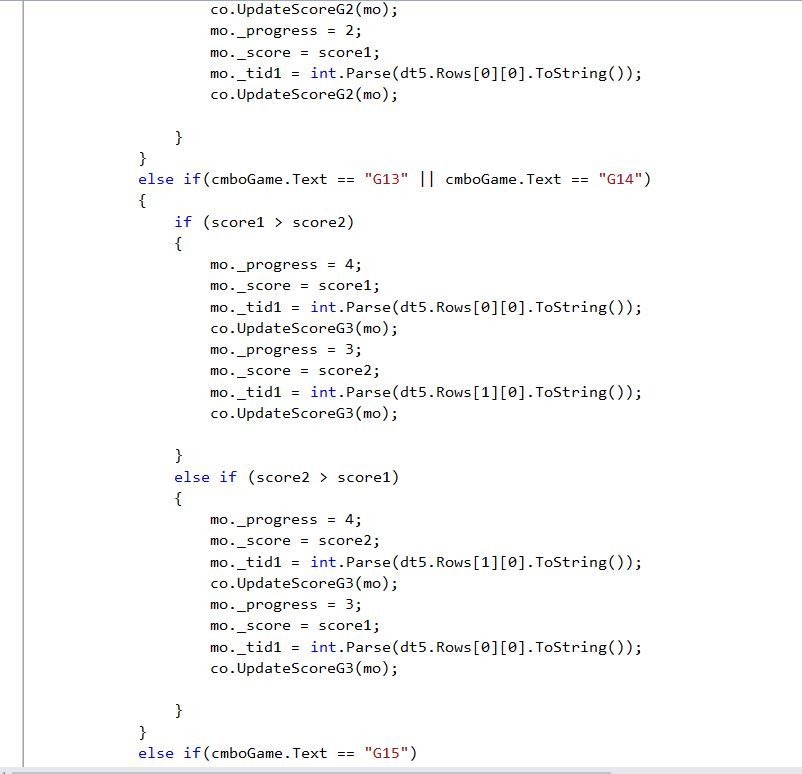 co.UpdateScoreG2(mo);
mo._progress = 2;
mo._score = score1;
mo._tid1 = int.Parse(dt5.Rows[0][0].ToString());
co.UpdateScoreG2(mo);
}
}
else if(cmboGame.Text == "G13" || cmboGame.Text == "G14")
{
if (score1 > score2)
{
mo._progress = 4;
mo._score = score1;
mo._tid1 = int.Parse(dt5.Rows[0][0].ToString());
co.UpdateScoreG3(mo);
mo._progress = 3;
mo._score = score2;
mo._tid1 = int.Parse(dt5.Rows[1][0].ToString());
co.UpdateScoreG3(mo);
}
else if (score2 > score1)
{
mo._progress = 4;
mo._score = score2;
mo._tid1 = int.Parse(dt5.Rows[1][0].ToString());
co.UpdateScoreG3(mo);
mo._progress = 3;
mo._score = score1;
mo._tid1 = int.Parse(dt5.Rows[0][0].ToString());
co.UpdateScoreG3(mo);
}
}
else if(cmboGame.Text == "G15")